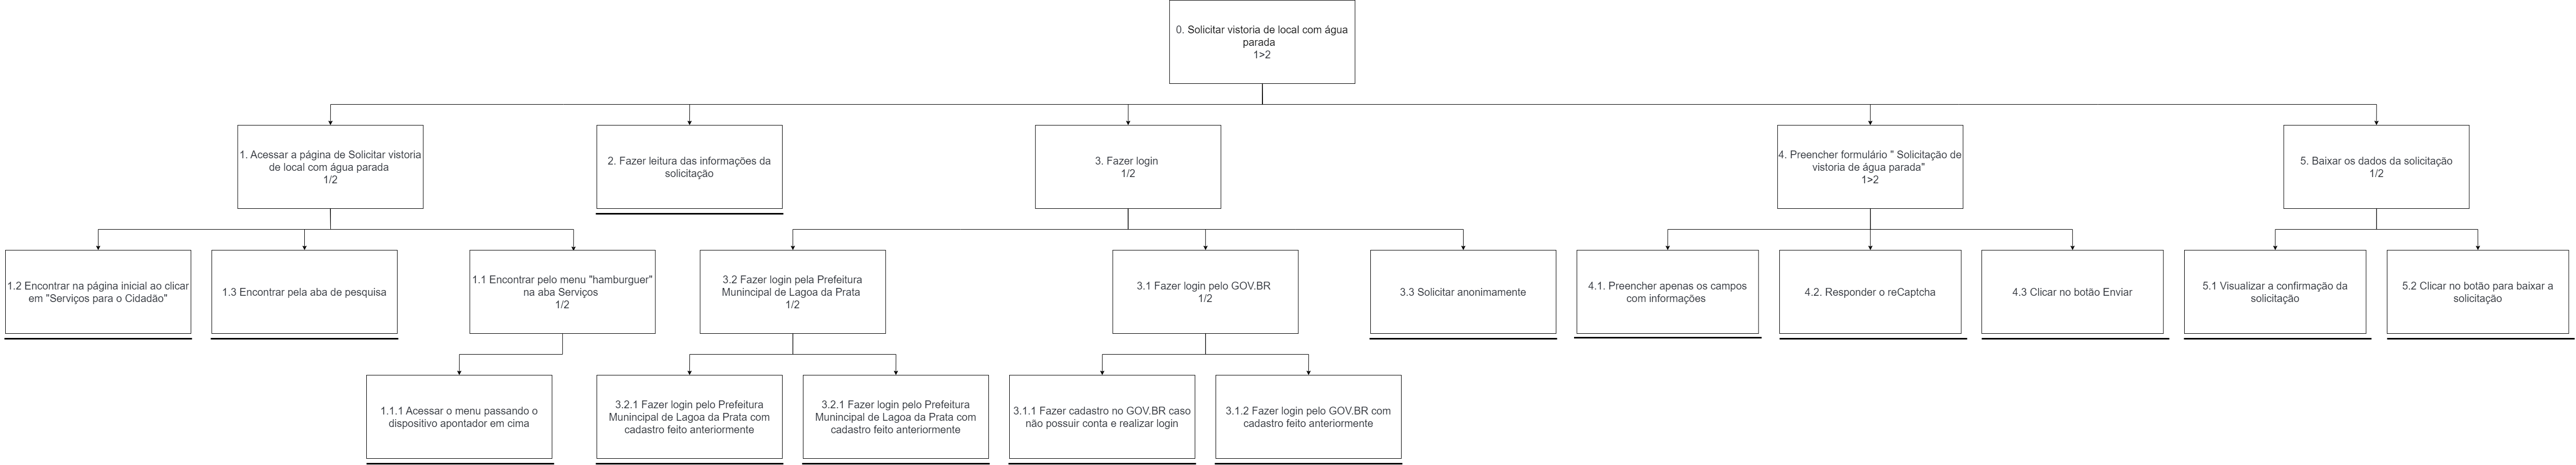 0. Solicitar vistoria de local com água
parada
1>2
1. Acessar a página de Solicitar vistoria
de local com água parada
1/2
2. Fazer leitura das informações da
solicitação
3. Fazer login
1/2
4. Preencher formulário " Solicitação de
vistoria de água parada"
1>2
5. Baixar os dados da solicitação
1/2
1.2 Encontrar na página inicial ao clicar
em "Serviços para o Cidadão"
1.3 Encontrar pela aba de pesquisa
1.1 Encontrar pelo menu "hamburguer"
na aba Serviços
1/2
3.2 Fazer login pela Prefeitura
Munincipal de Lagoa da Prata
1/2
3.1 Fazer login pelo GOV.BR
1/2
3.3 Solicitar anonimamente
4.1. Preencher apenas os campos
com informações
4.2. Responder o reCaptcha
4.3 Clicar no botão Enviar
5.1 Visualizar a confirmação da
solicitação
5.2 Clicar no botão para baixar a
solicitação
1.1.1 Acessar o menu passando o
dispositivo apontador em cima
3.2.1 Fazer login pelo Prefeitura
Munincipal de Lagoa da Prata com
cadastro feito anteriormente
3.2.1 Fazer login pelo Prefeitura
Munincipal de Lagoa da Prata com
cadastro feito anteriormente
3.1.1 Fazer cadastro no GOV.BR caso
não possuir conta e realizar login
3.1.2 Fazer login pelo GOV.BR com
cadastro feito anteriormente